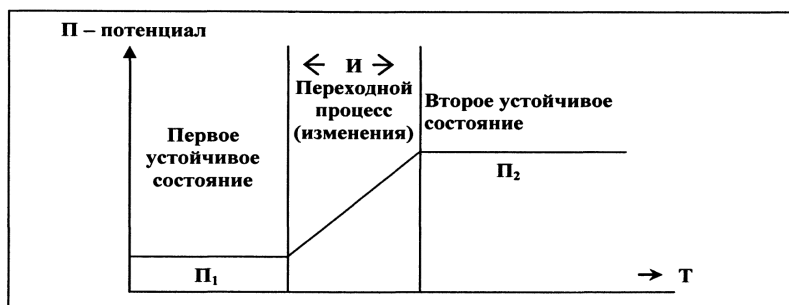 П – потенциал
И
Переходной
процесс
(изменения)
Первое
устойчивое
состояние
Второе устойчивое
состояние
П₂
П₁
Т